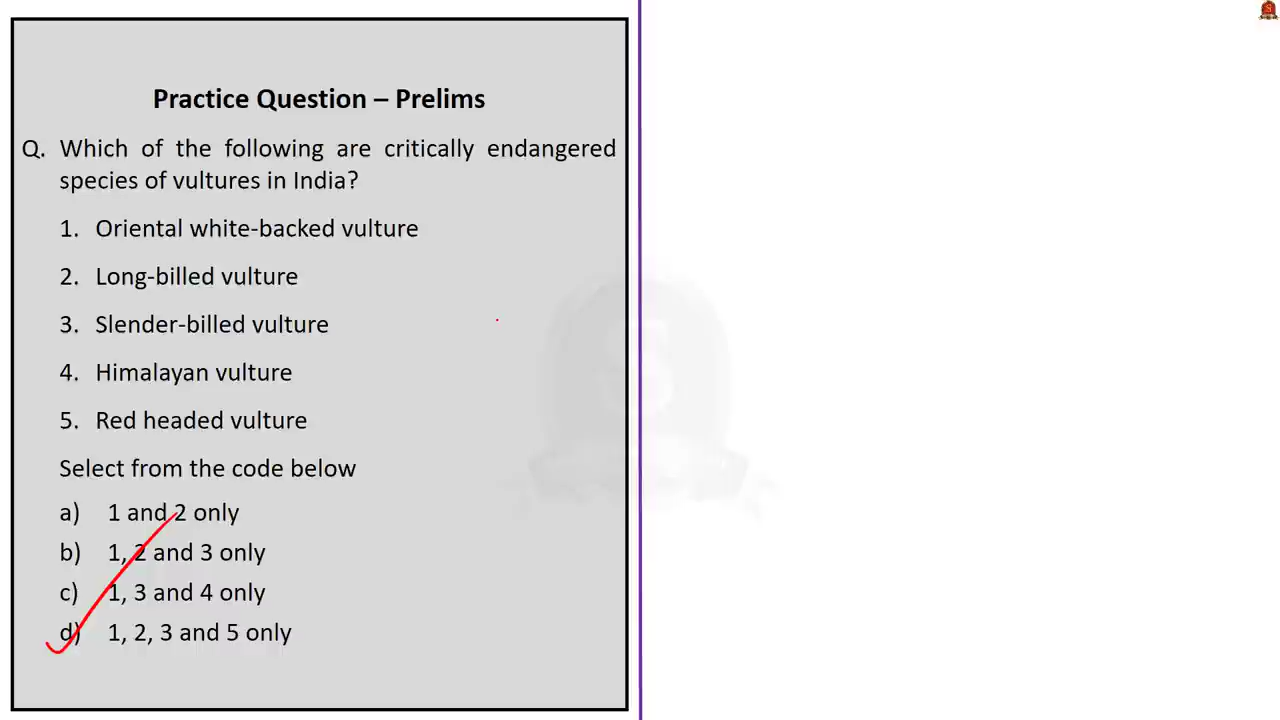 Practice Question – Prelims
Q. Which of the following are critically endangered
species of vultures in India?
1. Oriental white-backed vulture
2. Long-billed vulture
3. Slender-billed vulture
4. Himalayan vulture
5. Red headed vulture
Select from the code below
a) 1 and 2 only
b) 1, 2 and 3 only
c) 1, 3 and 4 only
d) 1, 2, 3 and 5 only